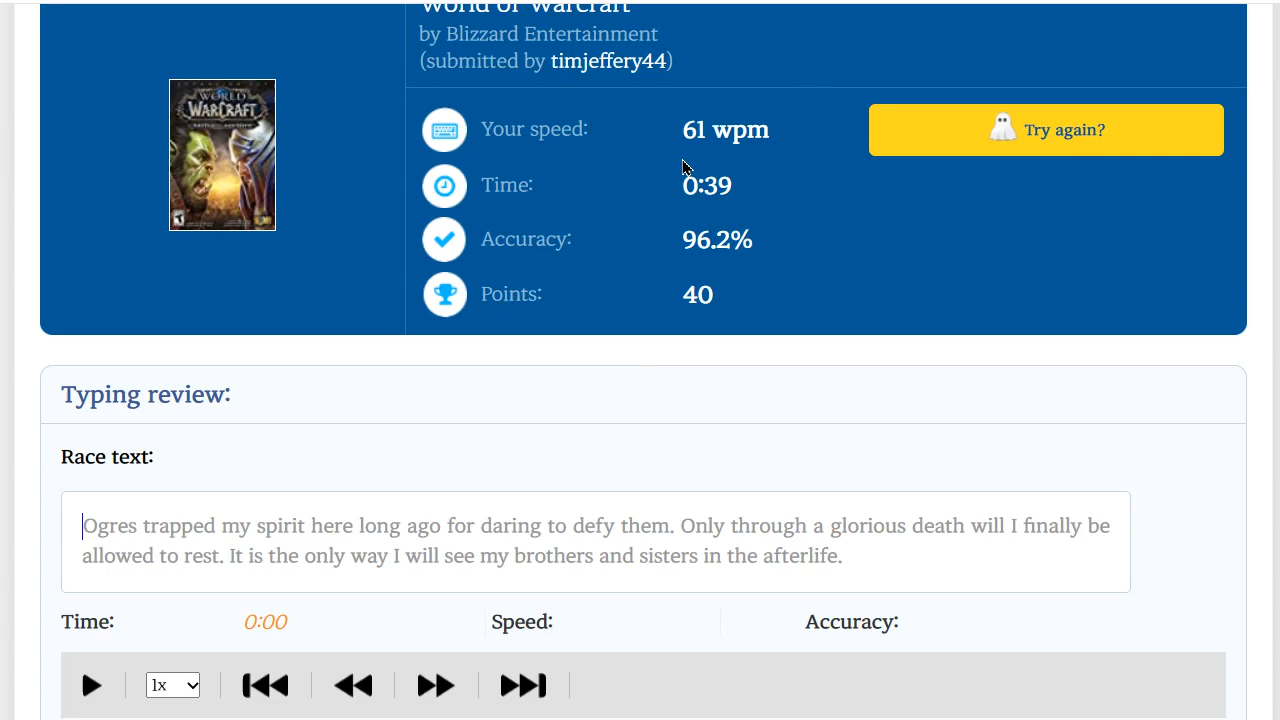 World of Warcraft
by Blizzard Entertainment
(submitted by timjeffery44)
WORLD
WARCRAFT
Your speed:
61 wpm
Try again?
Time:
0:39
Accuracy:
96.2%
Points:
40
Typing review:
Race text:
Ogres trapped my spirit here long ago for daring to defy them. Only through a glorious death will I finally be
allowed to rest. It is the only way I will see my brothers and sisters in the afterlife.
Time:
0:00
Speed:
Accuracy:
1x